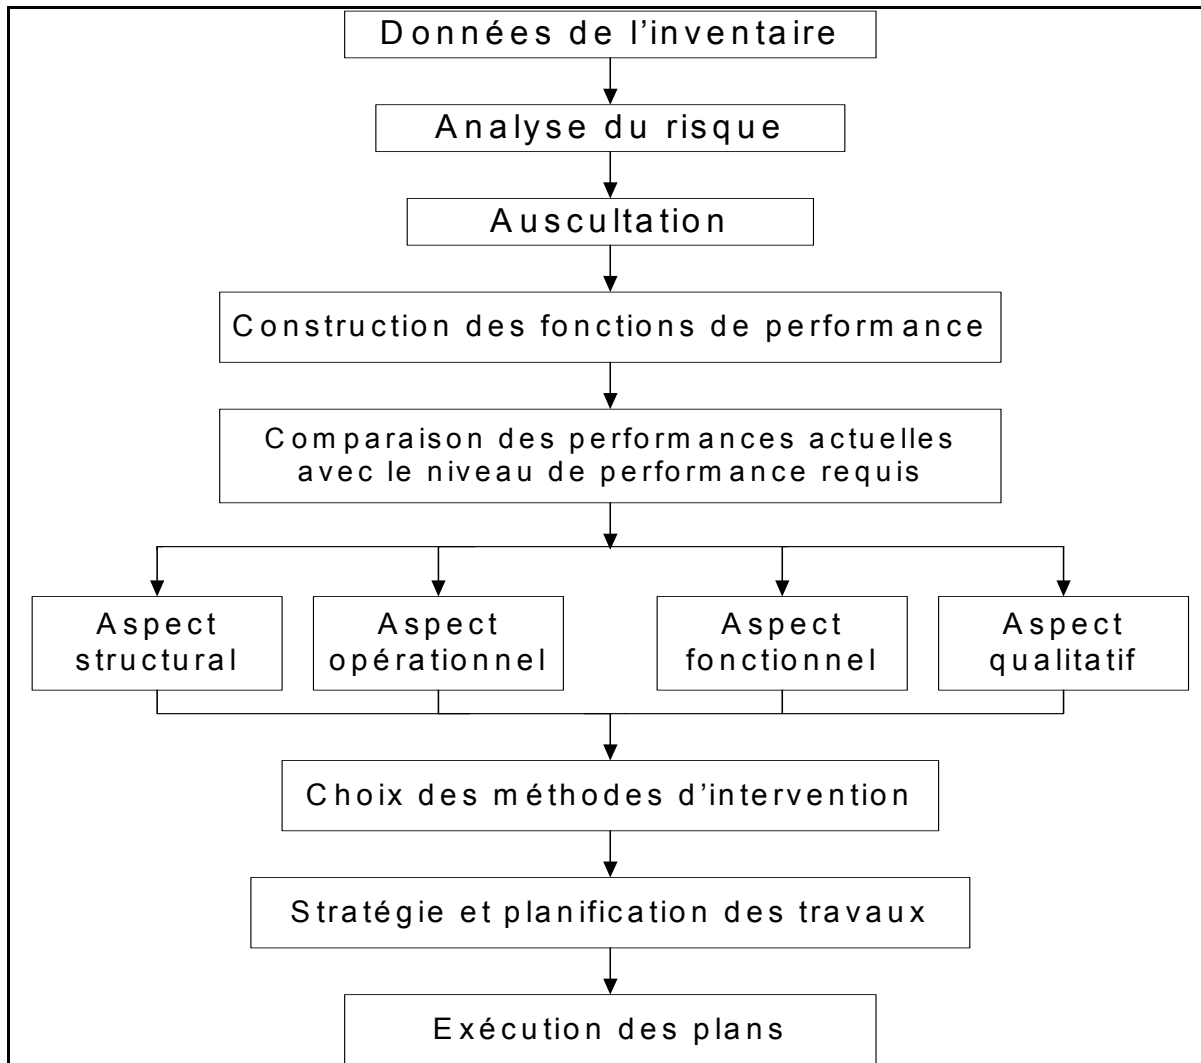 Données de l'inventaire
Analyse du risque
Auscultation
Construction des fonctions de performance
Comparaison des performances actuelles
avec le niveau de performance requis
Aspect
structural
Aspect
opérationnel
Aspect
fonctionnel
Aspect
qualitatif
Choix des méthodes d'intervention
Stratégie et planification des travaux
Exécution des plans